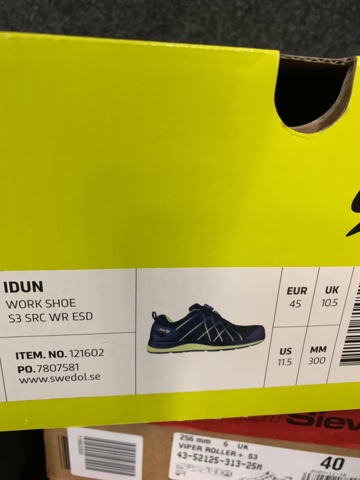 IDUN
WORK SHOE
S3 SRC WR ESD
ITEM. NO. 121602
PO. 7807581
www.swedol.se
EUR
45
UK
10.5
US
11.5
MM
300
Siev
256 mm 6 UK
VIPER ROLLER+ S3
43-52125-313-25M
40